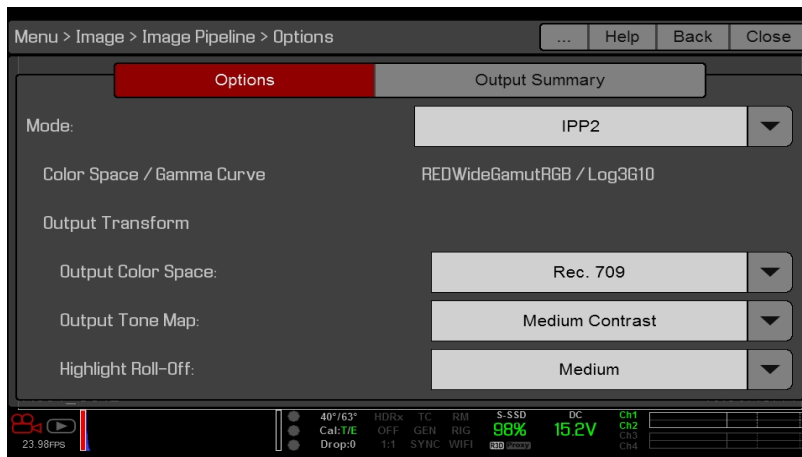 Menu > Image > Image Pipeline > Options ... Help Back Close
Options Output Summary
Mode: IPP2
Color Space / Gamma Curve REDWideGamutRGB / Log3G10
Output Transform
Output Color Space: Rec. 709
Output Tone Map: Medium Contrast
Highlight Roll-Off: Medium
40°/63° HDRx TC RM S-SSD DC Ch1
Cal:T/E OFF GEN RIG 98% 15.2V Ch2
23.98FPS Drop:0 1:1 SYNC WIFI R3D Proxy Ch3
Ch4